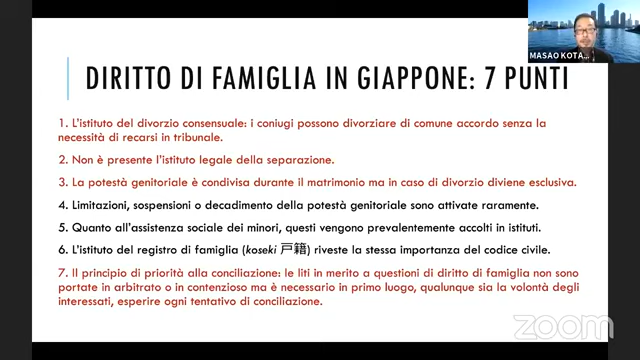 MASAO KOTA...
DIRITTO DI FAMIGLIA IN GIAPPONE: 7 PUNTI
1. L'istituto del divorzio consensuale: i coniugi possono divorziare di comune accordo senza la
necessità di recarsi in tribunale.
2. Non è presente l'istituto legale della separazione.
3. La potestà genitoriale è condivisa durante il matrimonio ma in caso di divorzio diviene esclusiva.
4. Limitazioni, sospensioni o decadimento della potestà genitoriale sono attivate raramente.
5. Quanto all'assistenza sociale dei minori, questi vengono prevalentemente accolti in istituti.
6. L'istituto del registro di famiglia (koseki 戸籍) riveste la stessa importanza del codice civile.
7. Il principio di priorità alla conciliazione: le liti in merito a questioni di diritto di famiglia non sono
portate in arbitrato o in contenzioso ma è necessario in primo luogo, qualunque sia la volontà degli
interessati, esperire ogni tentativo di conciliazione.
zoom